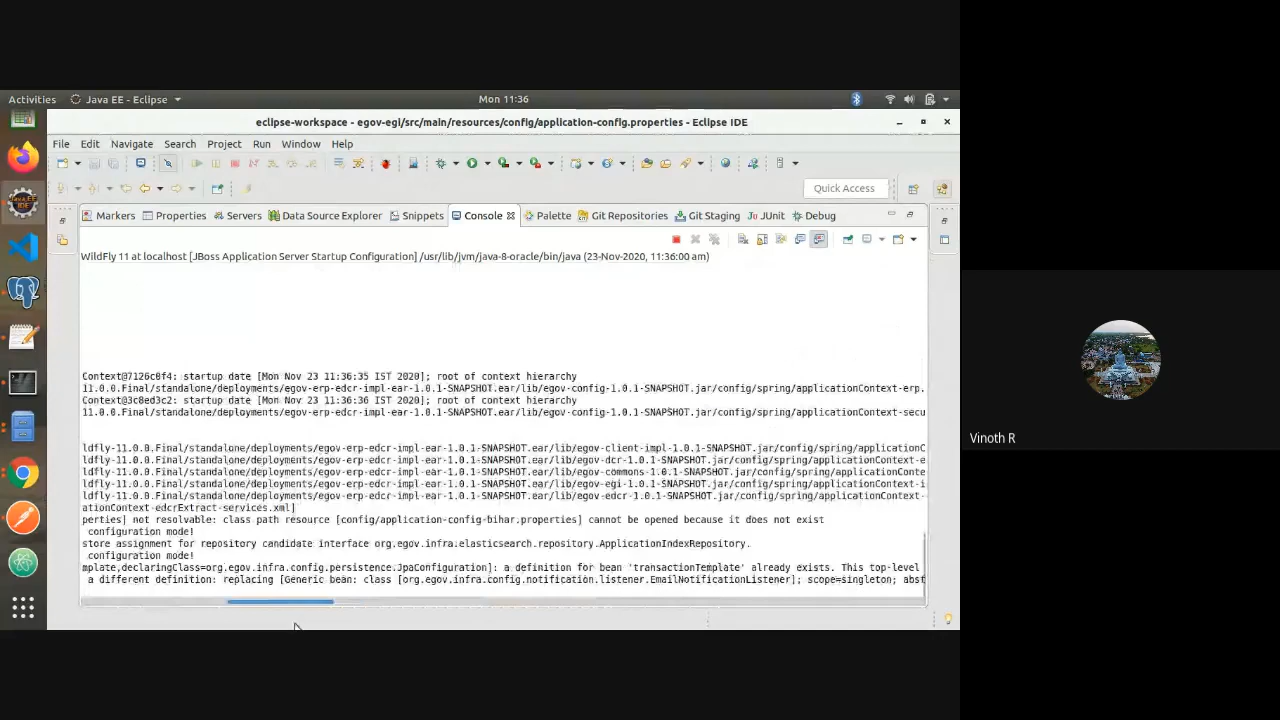 Activities
Java EE - Eclipse
Mon 11:36
eclipse-workspace - egov-egi/src/main/resources/config/application-config.properties - Eclipse IDE
File Edit Navigate Search Project Run Window Help
Quick Access
Markers Properties Servers Data Source Explorer Snippets Console Palette Git Repositories Git Staging JUnit Debug
WildFly 11 at localhost [JBoss Application Server Startup Configuration] /usr/lib/jvm/java-8-oracle/bin/java (23-Nov-2020, 11:36:00 am)
Context@7126c0f4: startup date [Mon Nov 23 11:36:35 IST 2020]; root of context hierarchy
11.0.0.Final/standalone/deployments/egov-erp-edcr-impl-ear-1.0.1-SNAPSHOT.ear/lib/egov-config-1.0.1-SNAPSHOT.jar/config/spring/applicationContext-erp.
Context@3c8ed3c2: startup date [Mon Nov 23 11:36:36 IST 2020]; root of context hierarchy
11.0.0.Final/standalone/deployments/egov-erp-edcr-impl-ear-1.0.1-SNAPSHOT.ear/lib/egov-config-1.0.1-SNAPSHOT.jar/config/spring/applicationContext-secu
ldfly-11.0.0.Final/standalone/deployments/egov-erp-edcr-impl-ear-1.0.1-SNAPSHOT.ear/lib/egov-client-impl-1.0.1-SNAPSHOT.jar/config/spring/applicationC
ldfly-11.0.0.Final/standalone/deployments/egov-erp-edcr-impl-ear-1.0.1-SNAPSHOT.ear/lib/egov-dcr-1.0.1-SNAPSHOT.jar/config/spring/applicationContext-e
ldfly-11.0.0.Final/standalone/deployments/egov-erp-edcr-impl-ear-1.0.1-SNAPSHOT.ear/lib/egov-commons-1.0.1-SNAPSHOT.jar/config/spring/applicationConte
ldfly-11.0.0.Final/standalone/deployments/egov-erp-edcr-impl-ear-1.0.1-SNAPSHOT.ear/lib/egov-egi-1.0.1-SNAPSHOT.jar/config/spring/applicationContext-i
ldfly-11.0.0.Final/standalone/deployments/egov-erp-edcr-impl-ear-1.0.1-SNAPSHOT.ear/lib/egov-edcr-1.0.1-SNAPSHOT.jar/config/spring/applicationContext-
ationContext-edcrExtract-services.xml]
perties] not resolvable: class path resource [config/application-config-bihar.properties] cannot be opened because it does not exist
configuration mode!
store assignment for repository candidate interface org.egov.infra.elasticsearch.repository.ApplicationIndexRepository.
configuration mode!
mplate,declaringClass=org.egov.infra.config.persistence.JpaConfiguration]: a definition for bean 'transactionTemplate' already exists. This top-level
a different definition: replacing [Generic bean: class [org.egov.infra.config.notification.listener.EmailNotificationListener]; scope=singleton; abst
Vinoth R